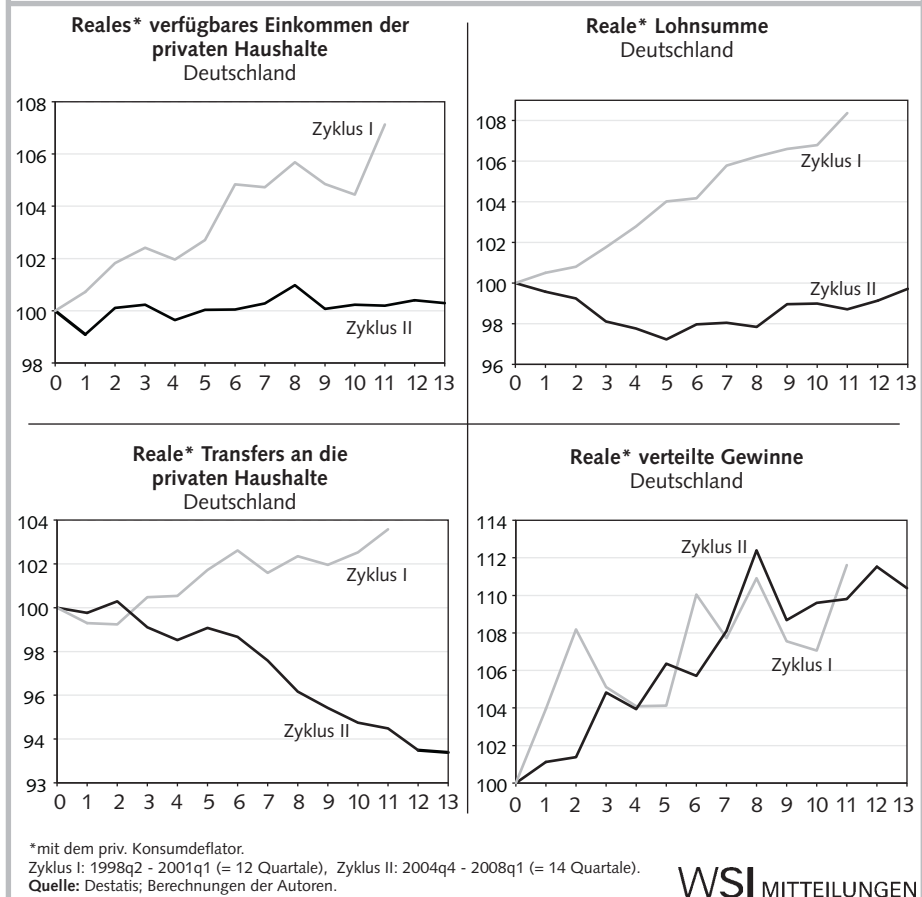 Reales* verfügbares Einkommen der
privaten Haushalte
Deutschland
108
106
104
102
100
98
Zyklus I
Zyklus II
0 1 2 3 4 5 6 7 8 9 10 11 12 13
Reale* Lohnsumme
Deutschland
108
106
104
102
100
98
96
Zyklus I
Zyklus II
0 1 2 3 4 5 6 7 8 9 10 11 12 13
Reale* Transfers an die
privaten Haushalte
Deutschland
104
102
100
98
96
94
93
Zyklus I
Zyklus II
0 1 2 3 4 5 6 7 8 9 10 11 12 13
Reale* verteilte Gewinne
Deutschland
114
112
110
108
106
104
102
100
Zyklus II
Zyklus I
0 1 2 3 4 5 6 7 8 9 10 11 12 13
*mit dem priv. Konsumdeflator.
Zyklus I: 1998q2 - 2001q1 (= 12 Quartale), Zyklus II: 2004q4 - 2008q1 (= 14 Quartale).
Quelle: Destatis; Berechnungen der Autoren.
WSI MITTEILUNGEN